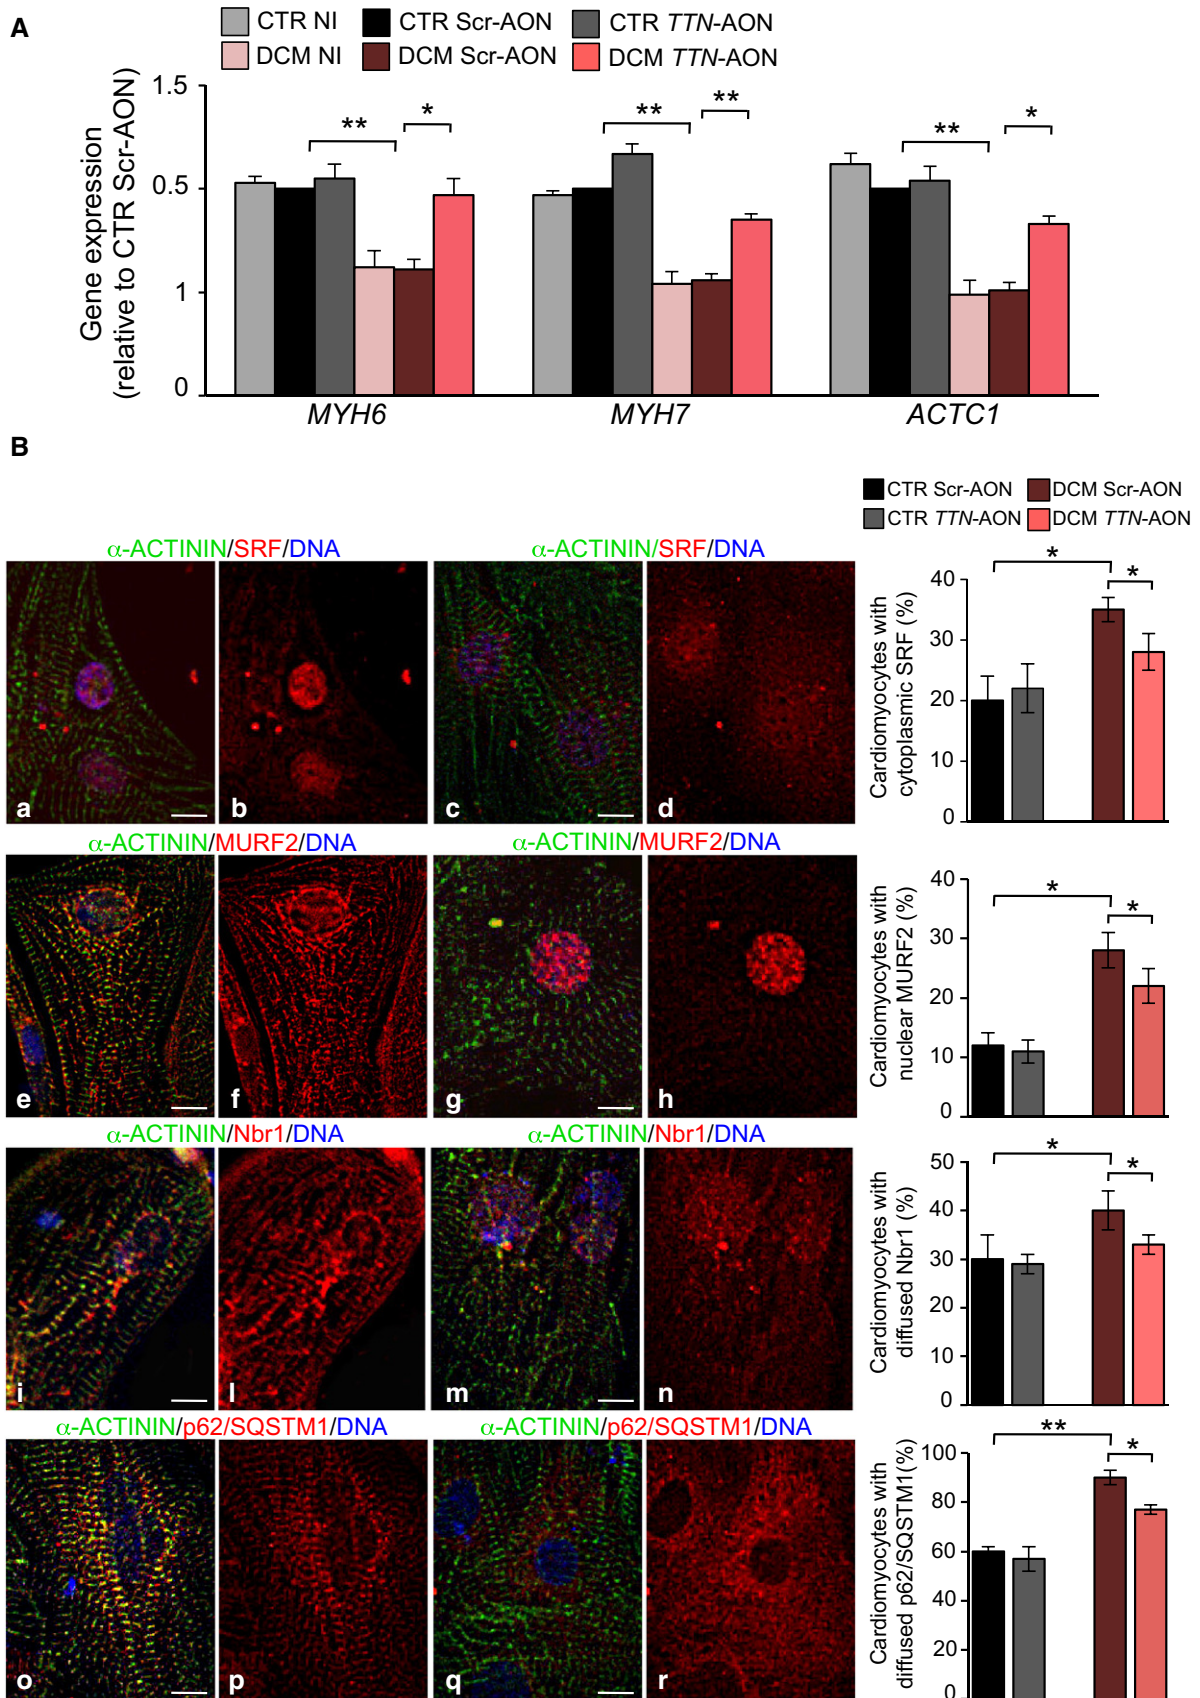 A
CTR NI CTR Scr-AON CTR TTN-AON
DCM NI DCM Scr-AON DCM TTN-AON
Gene expression
(relative to CTR Scr-AON)
1.5
0.5
1
0
** *
** **
** *
MYH6 MYH7 ACTC1
B
CTR Scr-AON DCM Scr-AON
CTR TTN-AON DCM TTN-AON
α-ACTININ/SRF/DNA α-ACTININ/SRF/DNA
a b c d
Cardiomyocytes with
cytoplasmic SRF (%)
40
30
20
10
0
* *
α-ACTININ/MURF2/DNA α-ACTININ/MURF2/DNA
e f g h
Cardiomyocytes with
nuclear MURF2 (%)
40
30
20
10
0
* *
α-ACTININ/Nbr1/DNA α-ACTININ/Nbr1/DNA
i l m n
Cardiomyocytes with
diffused Nbr1 (%)
50
40
30
20
10
0
* *
α-ACTININ/p62/SQSTM1/DNA α-ACTININ/p62/SQSTM1/DNA
o p q r
Cardiomyocytes with
diffused p62/SQSTM1(%)
100
80
60
40
20
0
** *